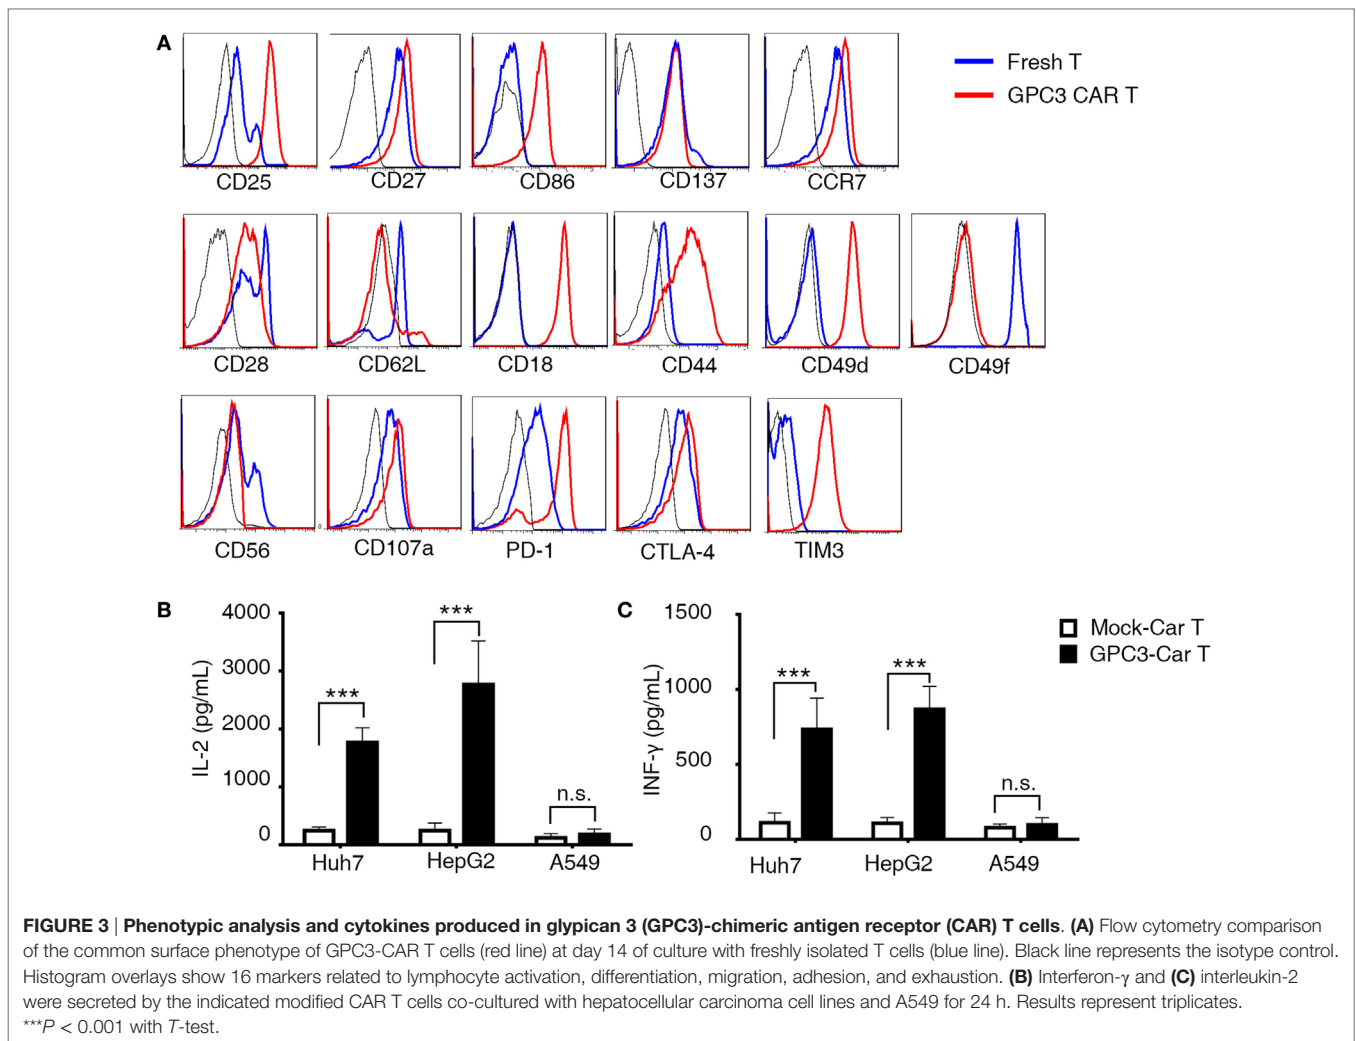 A
Fresh T
GPC3 CAR T
CD25
CD27
CD86
CD137
CCR7
CD28
CD62L
CD18
CD44
CD49d
CD49f
0
CD56
CD107a
PD-1
CTLA-4
TIM3
B
IL-2 (pg/mL)
4000
3000
2000
1000
0
***
***
n.s.
Huh7
HepG2
A549
C
INF-γ (pg/mL)
1500
1000
500
0
***
***
n.s.
Huh7
HepG2
A549
Mock-Car T
GPC3-Car T
FIGURE 3 | Phenotypic analysis and cytokines produced in glypican 3 (GPC3)-chimeric antigen receptor (CAR) T cells. (A) Flow cytometry comparison
of the common surface phenotype of GPC3-CAR T cells (red line) at day 14 of culture with freshly isolated T cells (blue line). Black line represents the isotype control.
Histogram overlays show 16 markers related to lymphocyte activation, differentiation, migration, adhesion, and exhaustion. (B) Interferon-γ and (C) interleukin-2
were secreted by the indicated modified CAR T cells co-cultured with hepatocellular carcinoma cell lines and A549 for 24 h. Results represent triplicates.
***P < 0.001 with T-test.